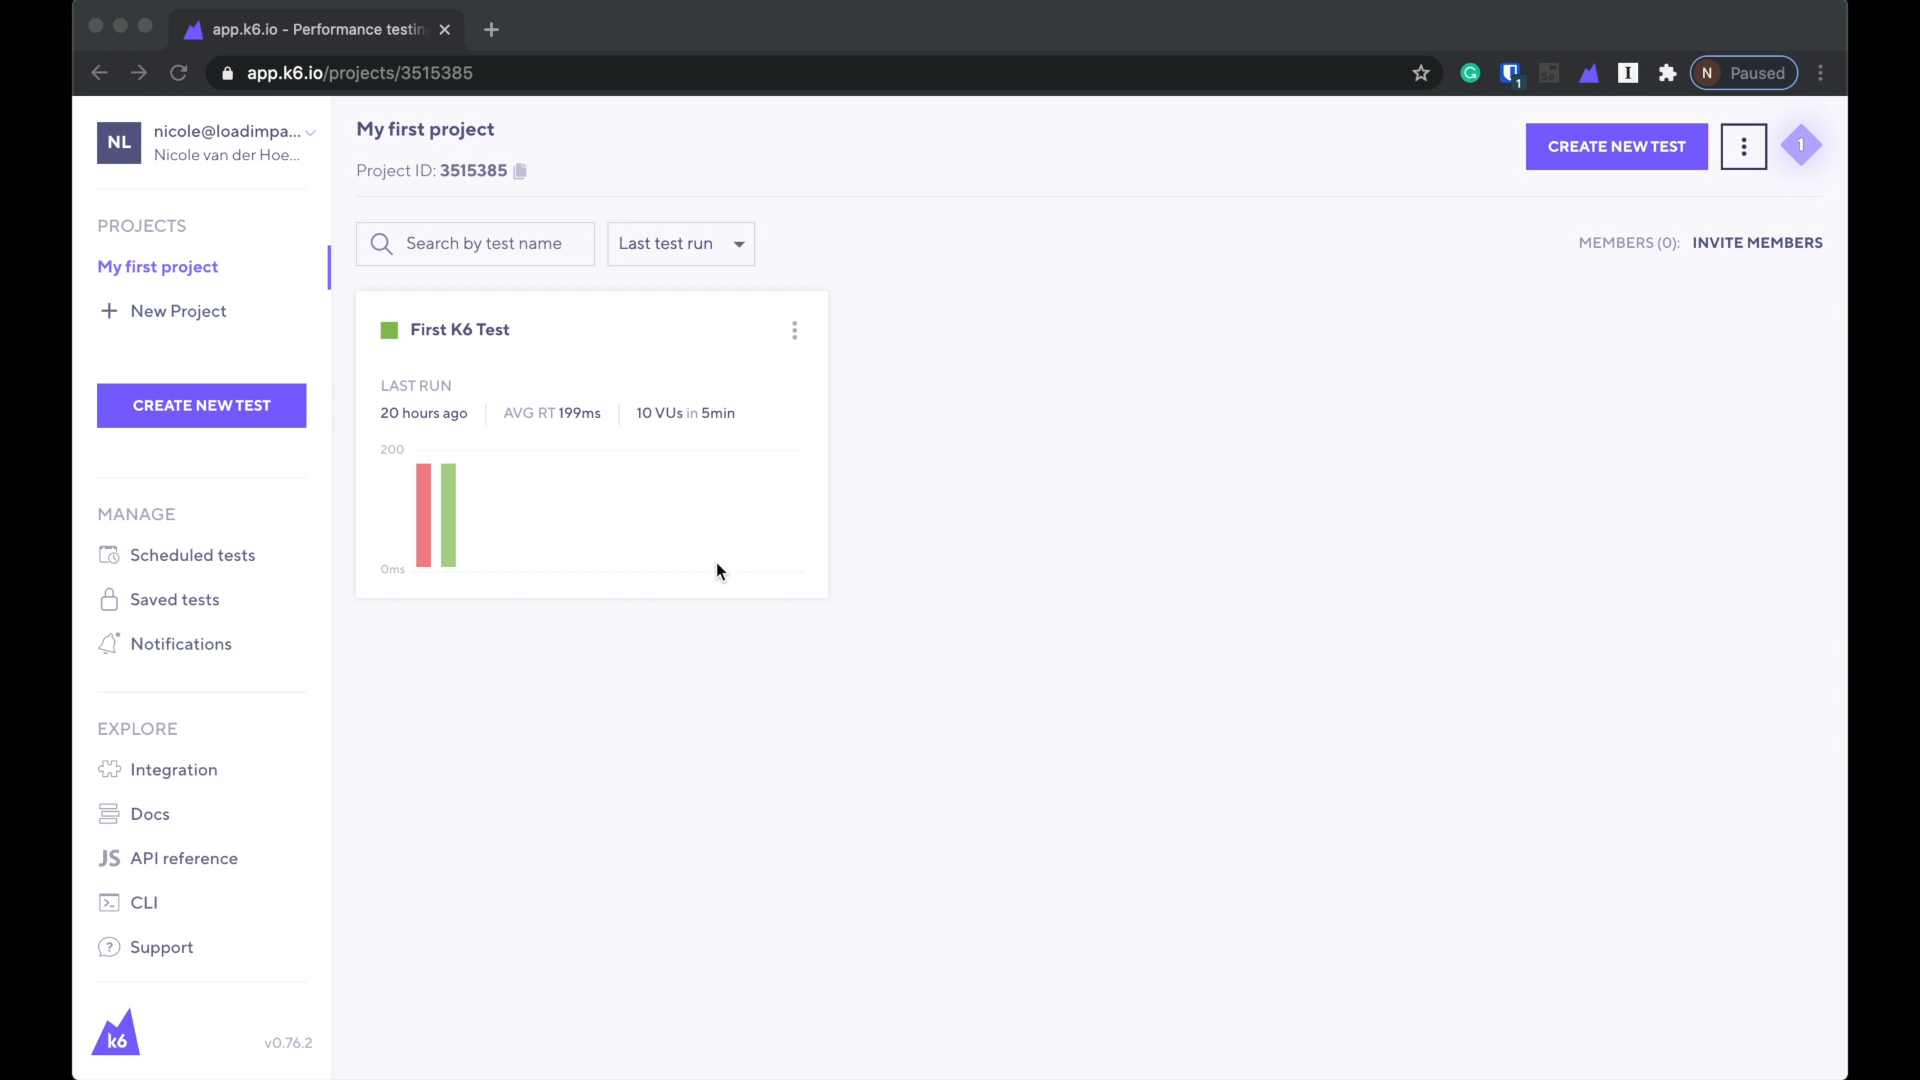 app.k6.io - Performance testin
app.k6.io/projects/3515385
1
N Paused
NL
nicole@loadimpa...
Nicole van der Hoe...
PROJECTS
My first project
New Project
CREATE NEW TEST
MANAGE
Scheduled tests
Saved tests
Notifications
EXPLORE
Integration
Docs
JS API reference
CLI
Support
k6
v0.76.2
My first project
Project ID: 3515385
CREATE NEW TEST
1
Search by test name
Last test run
MEMBERS (0): INVITE MEMBERS
First K6 Test
LAST RUN
20 hours ago AVG RT 199ms 10 VUs in 5min
200
0ms